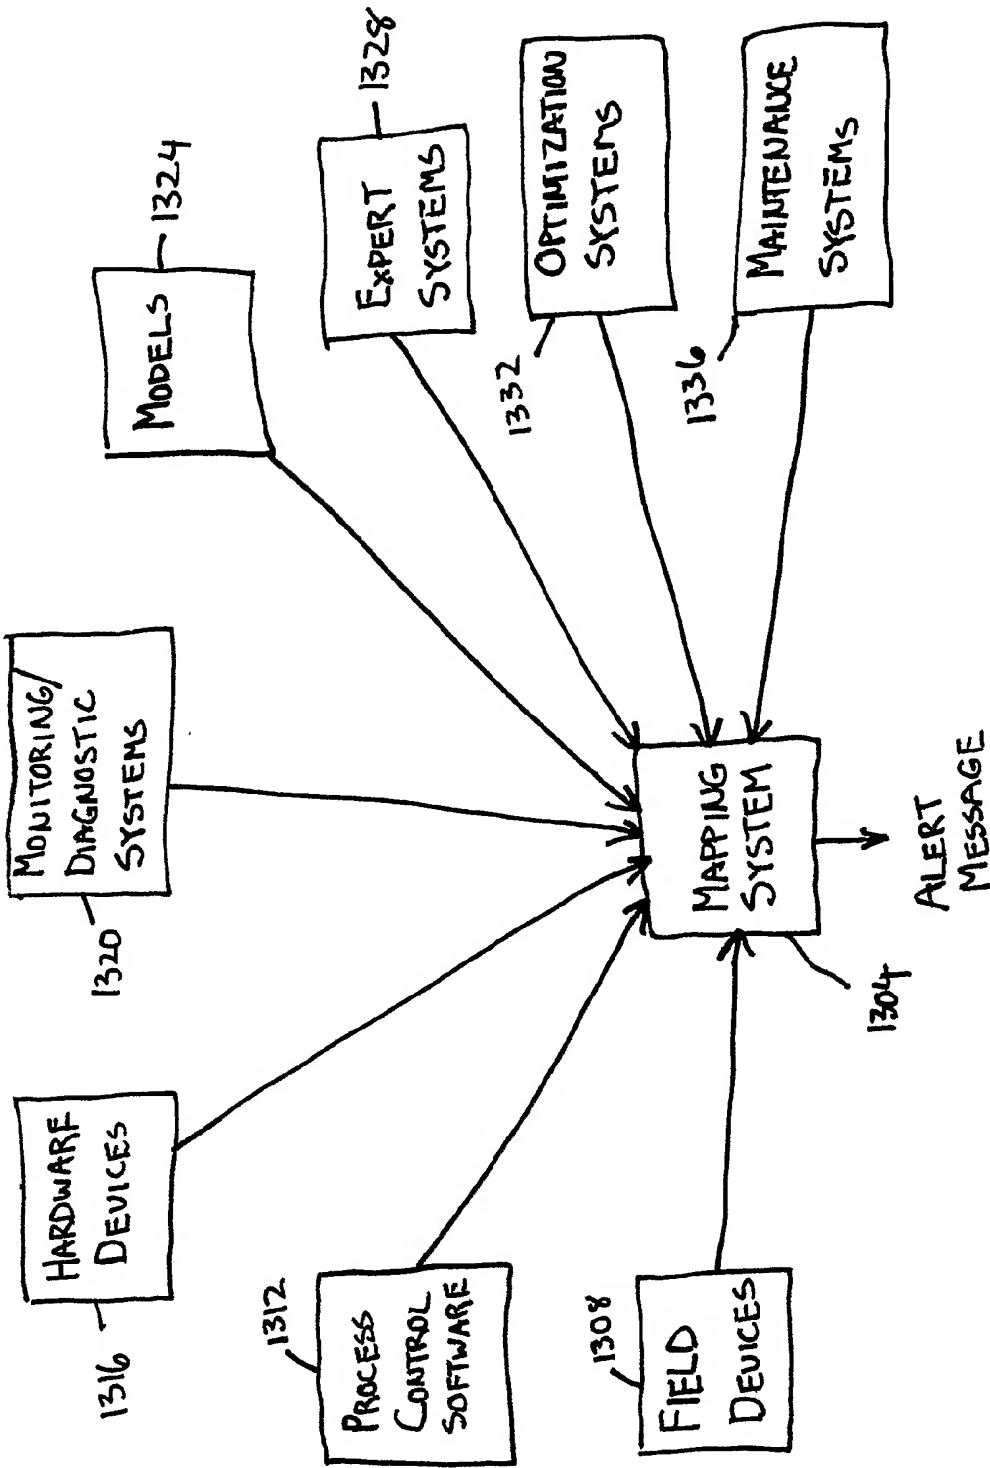 1316
HARDWARE
DEVICES
1320
MONITORING/
DIAGNOSTIC
SYSTEMS
MODELS
1324
1312
PROCESS
CONTROL
SOFTWARE
EXPERT
SYSTEMS
1328
1332
OPTIMIZATION
SYSTEMS
1308
FIELD
DEVICES
MAPPING
SYSTEM
1304
1336
MAINTENANCE
SYSTEMS
ALERT
MESSAGE